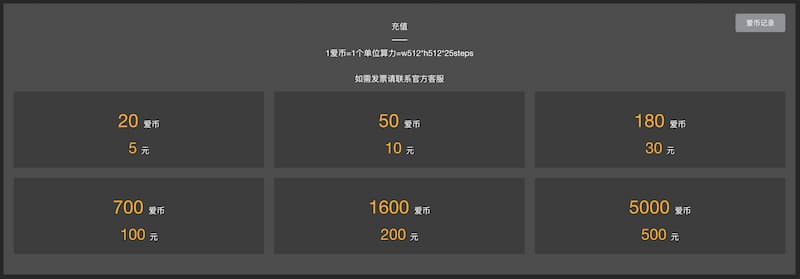 爱币记录
充值
1爱币=1个单位算力=w512*h512*25steps
如需发票请联系官方客服
20 爱币
5 元
50 爱币
10 元
180 爱币
30 元
700 爱币
100 元
1600 爱币
200 元
5000 爱币
500 元